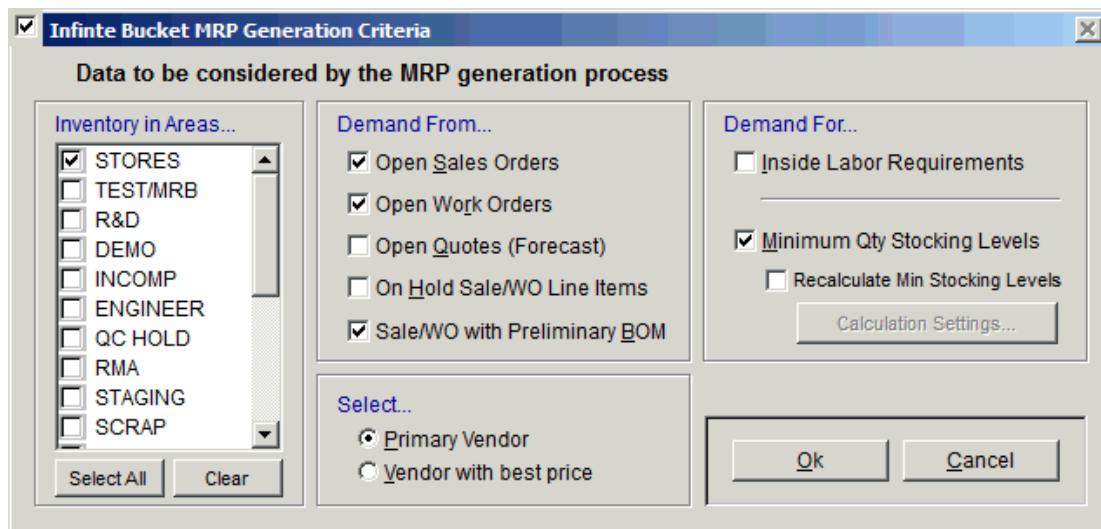 Infinte Bucket MRP Generation Criteria
Data to be considered by the MRP generation process
Inventory in Areas...
STORES
TEST/MRB
R&D
DEMO
INCOMP
ENGINEER
QC HOLD
RMA
STAGING
SCRAP
Select All
Clear
Demand From...
Open Sales Orders
Open Work Orders
Open Quotes (Forecast)
On Hold Sale/WO Line Items
Sale/WO with Preliminary BOM
Select...
Primary Vendor
Vendor with best price
Demand For...
Inside Labor Requirements
Minimum Qty Stocking Levels
Recalculate Min Stocking Levels
Calculation Settings...
Ok
Cancel